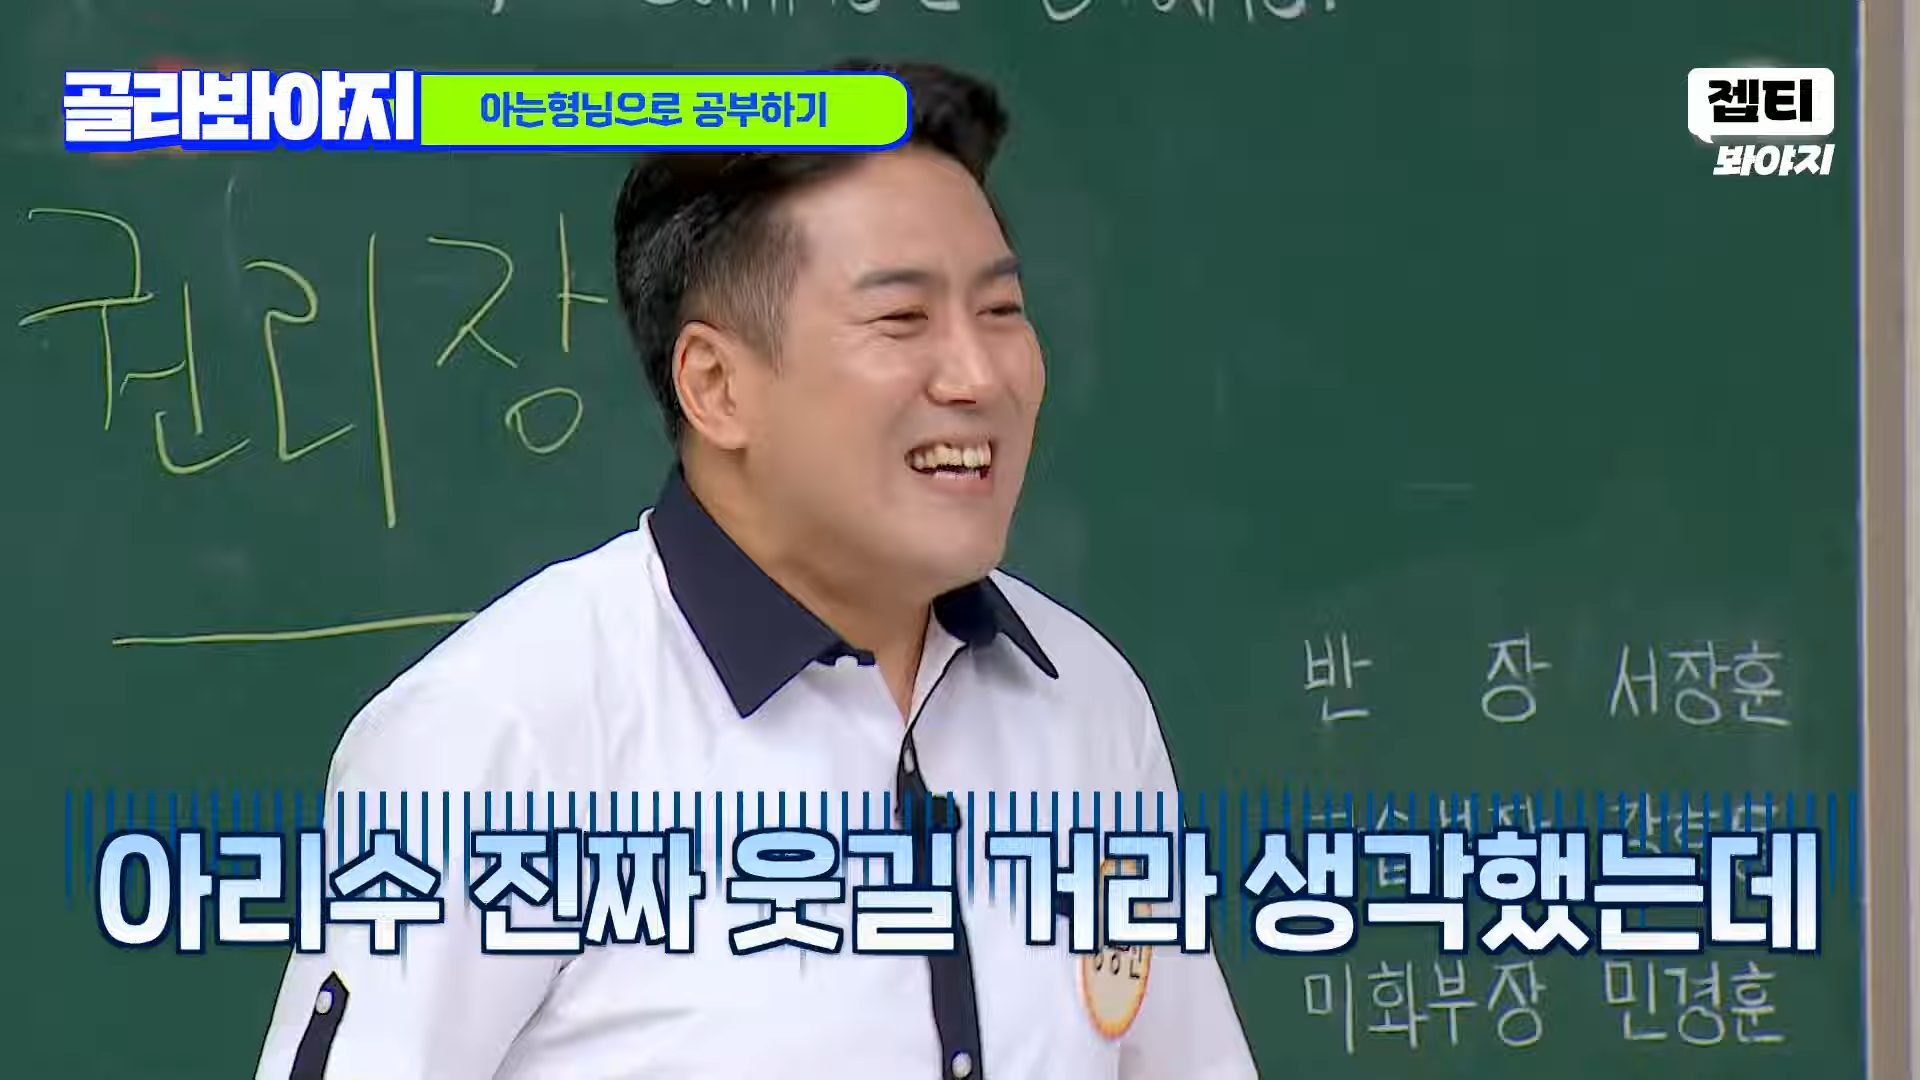 골라봐야지 아는형님으로 공부하기
젭티
봐야지
권리장
반 장 서장훈
아리수 진짜 웃길 거라 생각했는데
미화부장 민경훈